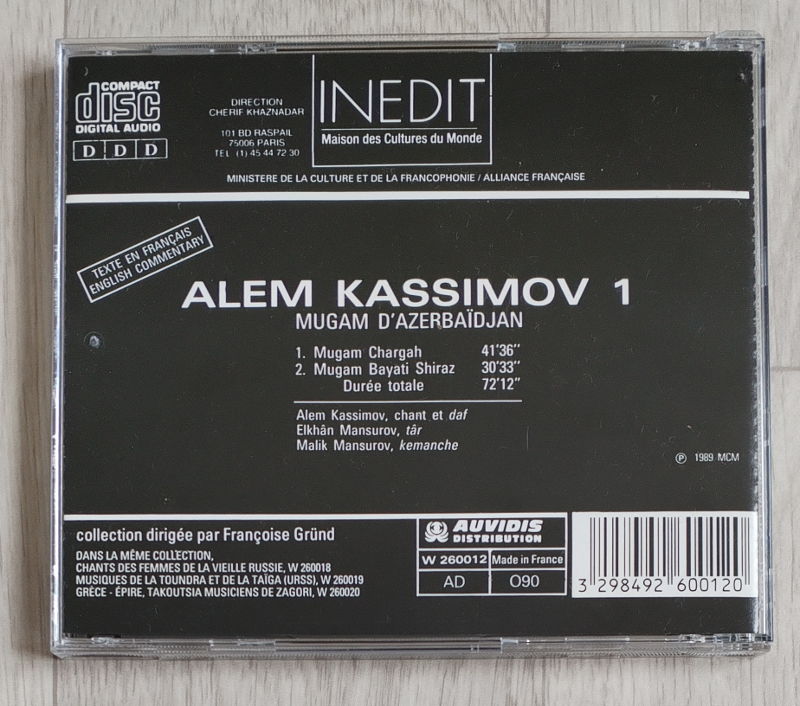 COMPACT
disc
DIGITAL AUDIO
D D D
DIRECTION
CHERIF KHAZNADAR
101 BD RASPAIL
75006 PARIS
TEL (1) 45 44 72 30
INEDIT
Maison des Cultures du Monde
MINISTERE DE LA CULTURE ET DE LA FRANCOPHONIE / ALLIANCE FRANÇAISE
TEXTE EN FRANÇAIS
ENGLISH COMMENTARY
ALEM KASSIMOV 1
MUGAM D'AZERBAÏDJAN
1. Mugam Chargah 41'36"
2. Mugam Bayati Shiraz 30'33"
Durée totale 72'12"
Alem Kassimov, chant et daf
Elkhân Mansurov, târ
Malik Mansurov, kemanche
℗ 1989 MCM
collection dirigée par Françoise Gründ
DANS LA MÊME COLLECTION,
CHANTS DES FEMMES DE LA VIEILLE RUSSIE, W 260018
MUSIQUES DE LA TOUNDRA ET DE LA TAÏGA (URSS), W 260019
GRÈCE - ÉPIRE, TAKOUTSIA MUSICIENS DE ZAGORI, W 260020
AUVIDIS
DISTRIBUTION
W 260012 Made in France
AD O90
3 298492 600120